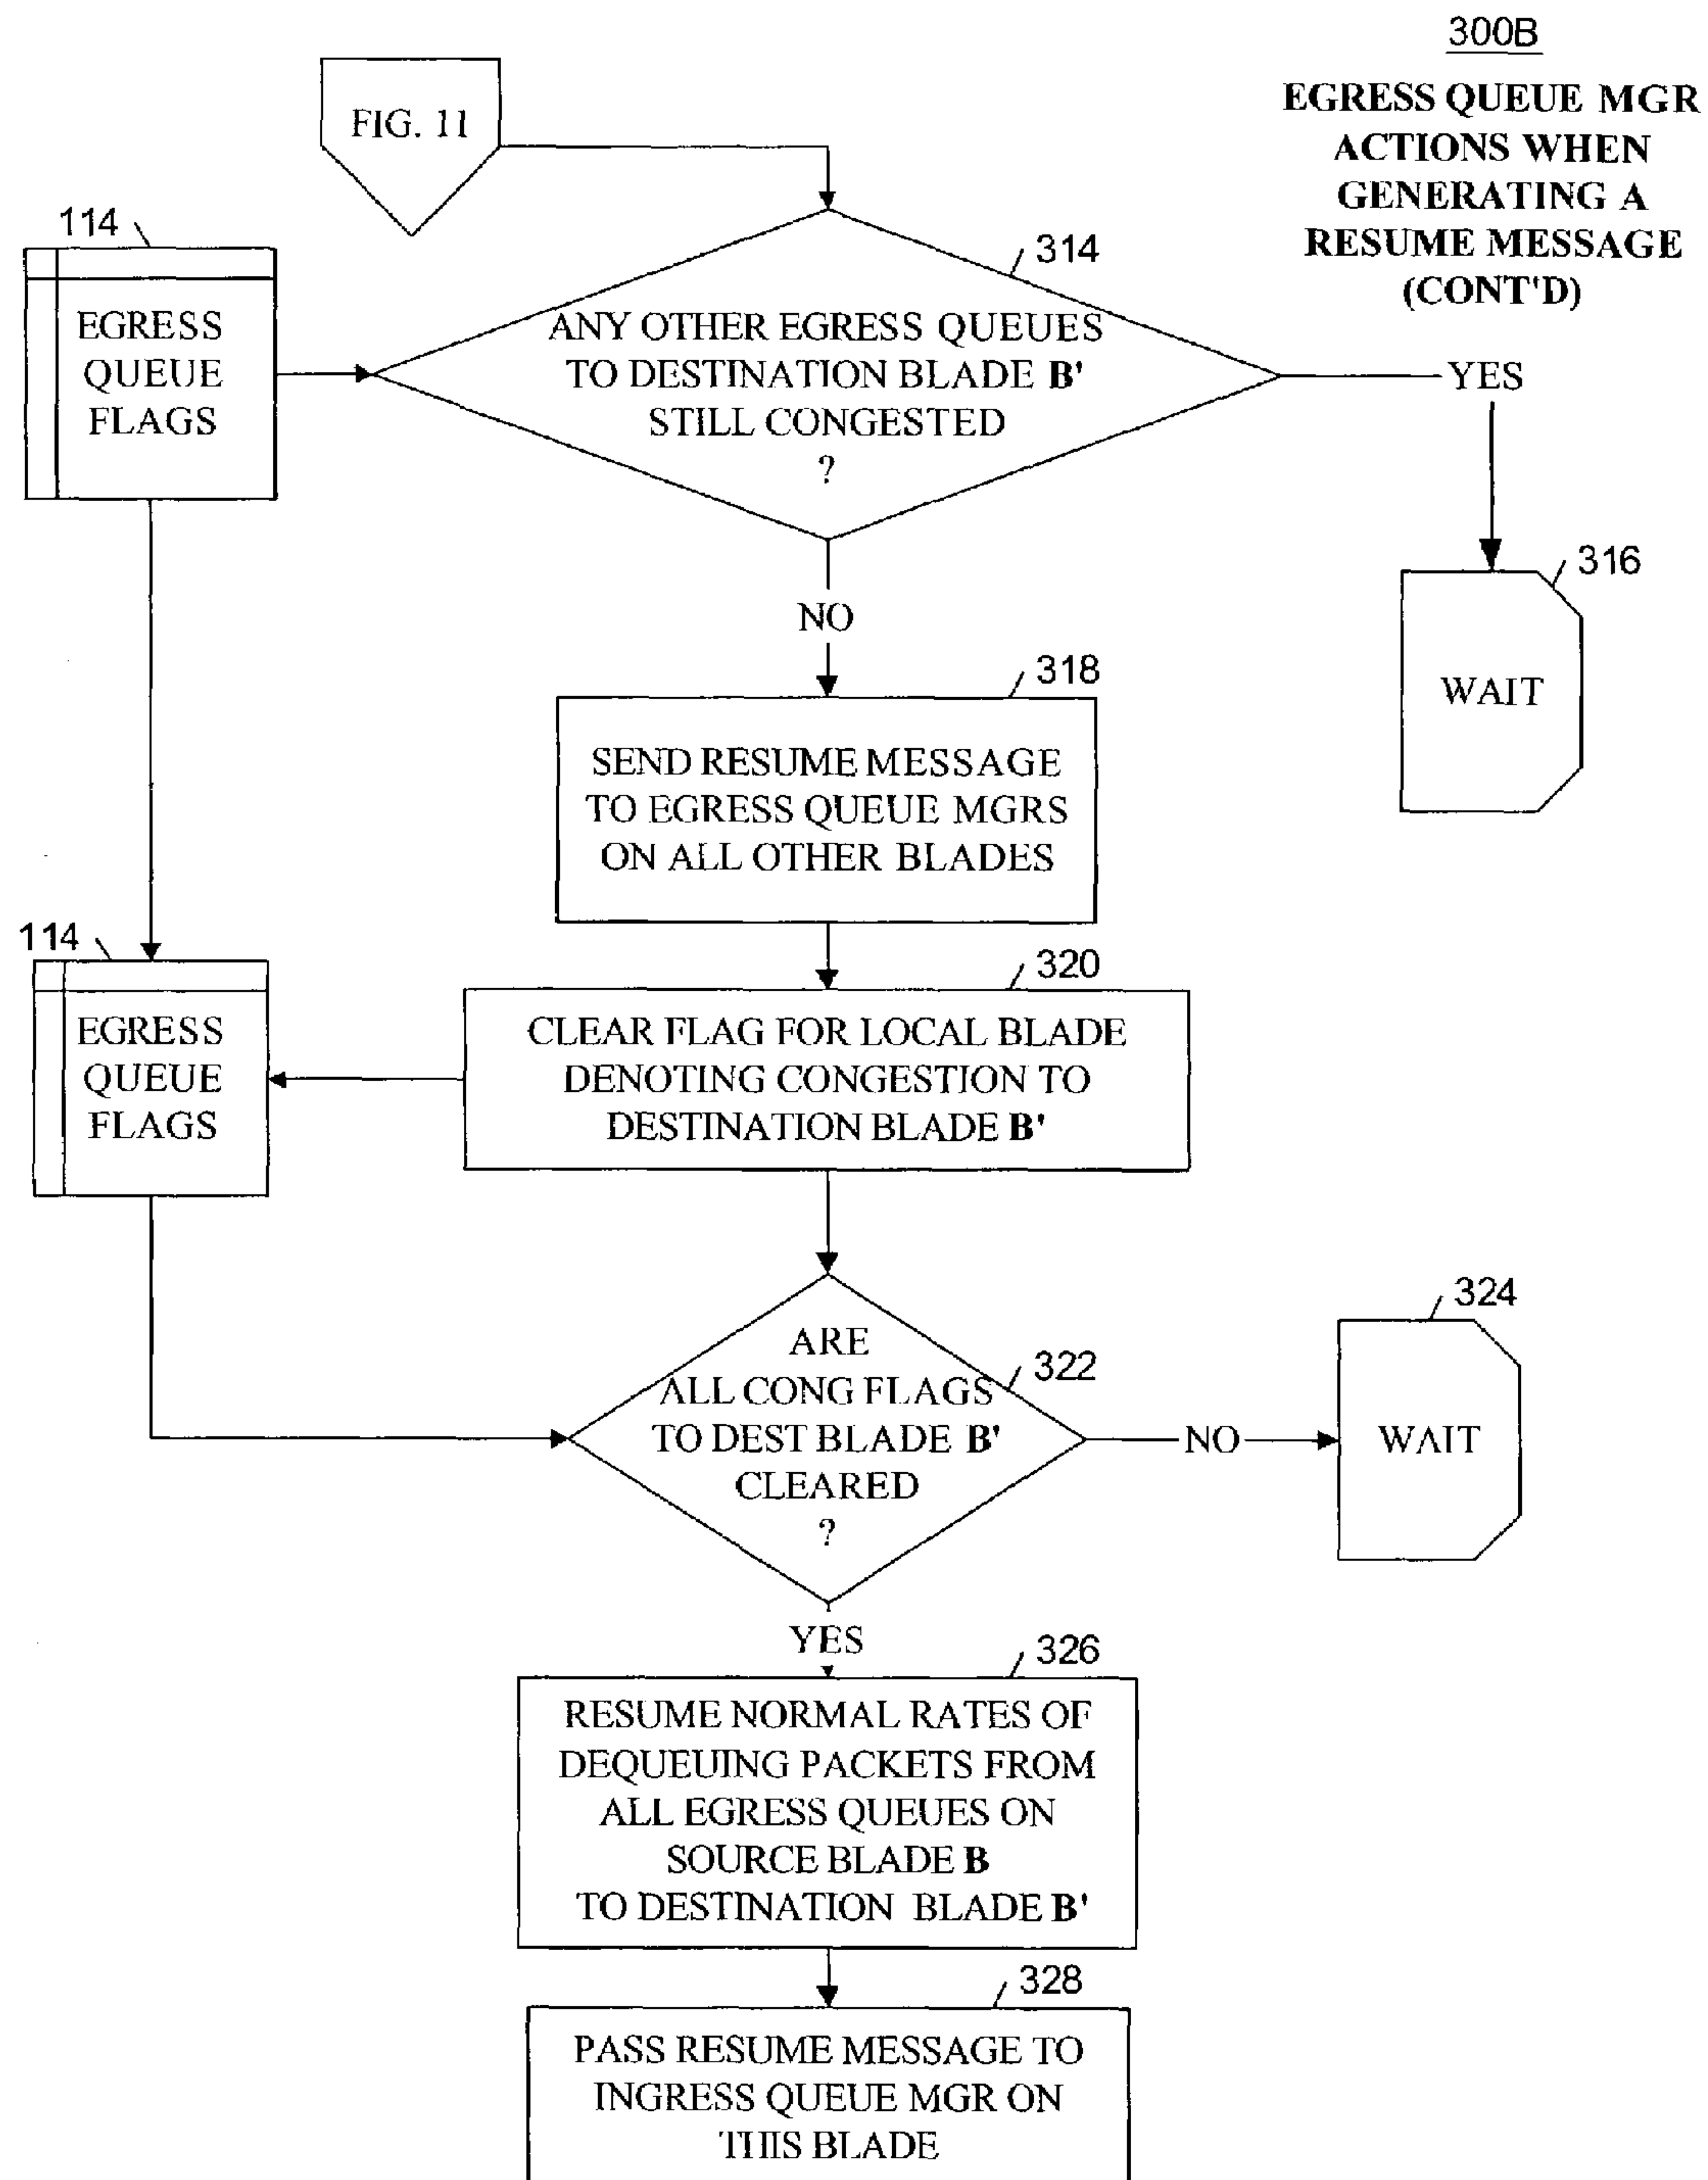 300B
EGRESS QUEUE MGR
ACTIONS WHEN
GENERATING A
RESUME MESSAGE
(CONT'D)
FIG. 11
114
EGRESS
QUEUE
FLAGS
314
ANY OTHER EGRESS QUEUES
TO DESTINATION BLADE B'
STILL CONGESTED
?
YES
316
WAIT
NO
318
SEND RESUME MESSAGE
TO EGRESS QUEUE MGRS
ON ALL OTHER BLADES
114
EGRESS
QUEUE
FLAGS
320
CLEAR FLAG FOR LOCAL BLADE
DENOTING CONGESTION TO
DESTINATION BLADE B'
322
ARE
ALL CONG FLAGS
TO DEST BLADE B'
CLEARED
?
NO
324
WAIT
YES
326
RESUME NORMAL RATES OF
DEQUEUING PACKETS FROM
ALL EGRESS QUEUES ON
SOURCE BLADE B
TO DESTINATION BLADE B'
328
PASS RESUME MESSAGE TO
INGRESS QUEUE MGR ON
THIS BLADE